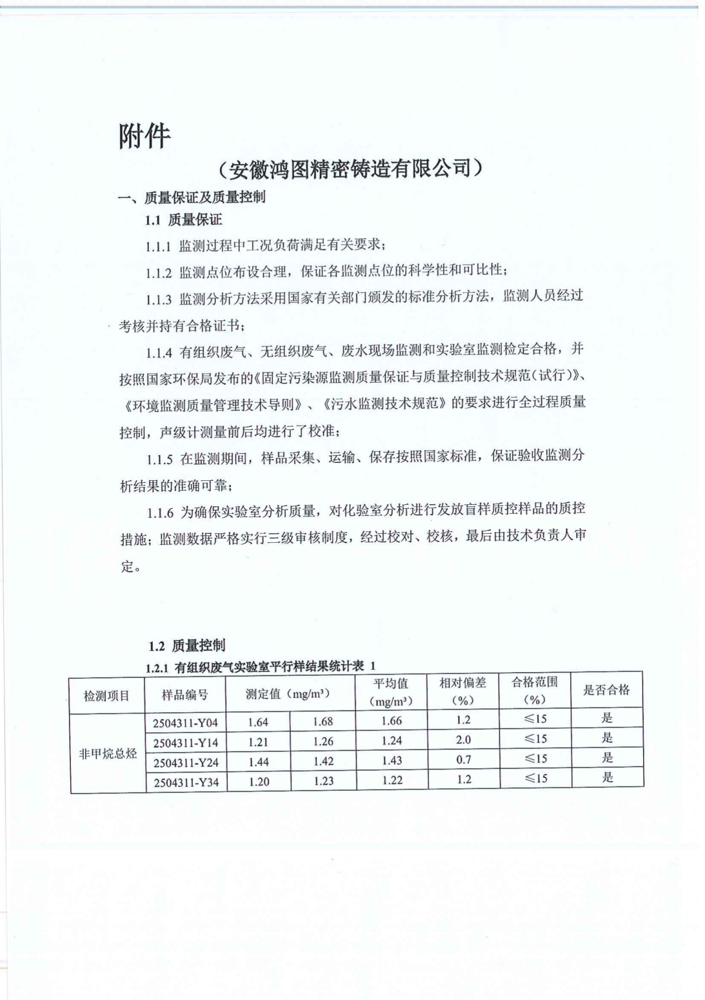 附件
（安徽鸿图精密铸造有限公司）
一、质量保证及质量控制
1.1 质量保证
1.1.1 监测过程中工况负荷满足有关要求；
1.1.2 监测点位布设合理，保证各监测点位的科学性和可比性；
1.1.3 监测分析方法采用国家有关部门颁发的标准分析方法，监测人员经过
考核并持有合格证书；
1.1.4 有组织废气、无组织废气、废水现场监测和实验室监测检定合格，并
按照国家环保局发布的《固定污染源监测质量保证与质量控制技术规范（试行）》、
《环境监测质量管理技术导则》、《污水监测技术规范》的要求进行全过程质量
控制，声级计测量前后均进行了校准；
1.1.5 在监测期间，样品采集、运输、保存按照国家标准，保证验收监测分
析结果的准确可靠；
1.1.6 为确保实验室分析质量，对化验室分析进行发放盲样质控样品的质控
措施；监测数据严格实行三级审核制度，经过校对、校核，最后由技术负责人审
定。
1.2 质量控制
1.2.1 有组织废气实验室平行样结果统计表 1
检测项目 样品编号 测定值（mg/m³） 平均值（mg/m³） 相对偏差（%） 合格范围（%） 是否合格
非甲烷总烃 2504311-Y04 1.64 1.68 1.66 1.2 ≤15 是
2504311-Y14 1.21 1.26 1.24 2.0 ≤15 是
2504311-Y24 1.44 1.42 1.43 0.7 ≤15 是
2504311-Y34 1.20 1.23 1.22 1.2 ≤15 是